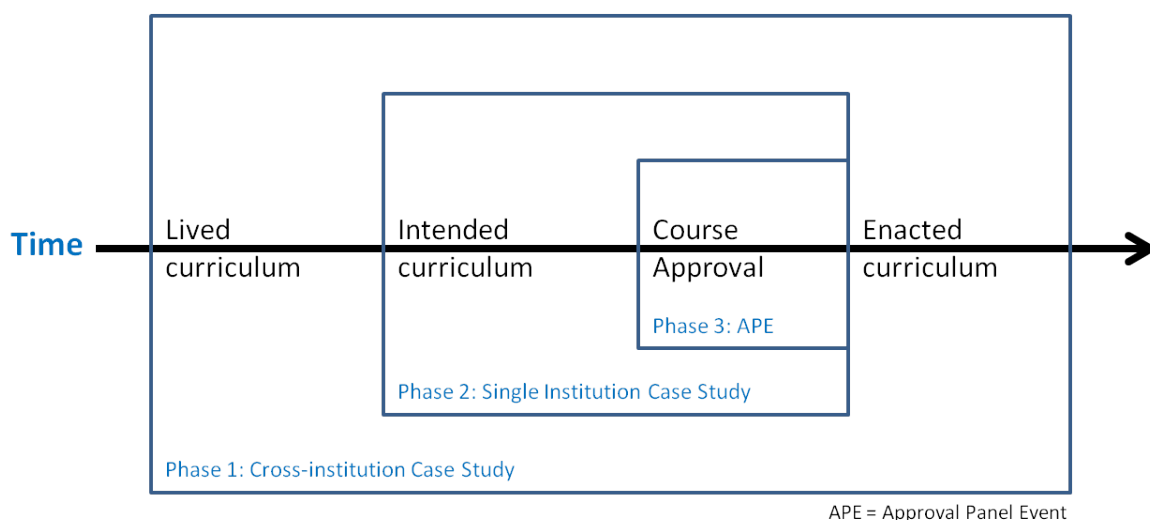 Time
Lived
curriculum
Intended
curriculum
Course
Approval
Enacted
curriculum
Phase 3: APE
Phase 2: Single Institution Case Study
Phase 1: Cross-institution Case Study
APE = Approval Panel Event